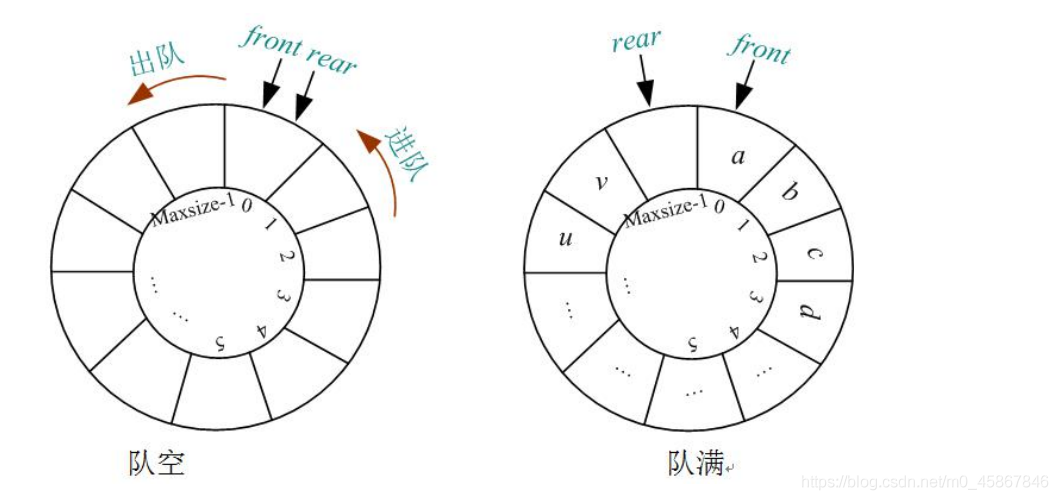 出队
front rear
进队
Maxsize-1 0
1
2
3
4
5
...
...
队空
rear
front
a
b
c
d
...
...
...
...
u
v
Maxsize-1 0
1
2
3
4
5
...
队满
https://blog.csdn.net/m0_45867846